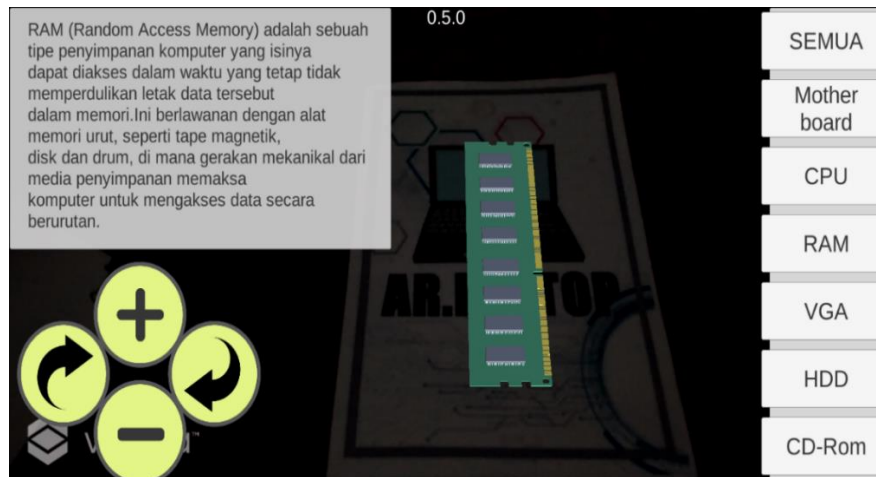 RAM (Random Access Memory) adalah sebuah
tipe penyimpanan komputer yang isinya
dapat diakses dalam waktu yang tetap tidak
memperdulikan letak data tersebut
dalam memori.Ini berlawanan dengan alat
memori urut, seperti tape magnetik,
disk dan drum, di mana gerakan mekanikal dari
media penyimpanan memaksa
komputer untuk mengakses data secara
berurutan.
0.5.0
SEMUA
Mother
board
CPU
RAM
VGA
HDD
CD-Rom